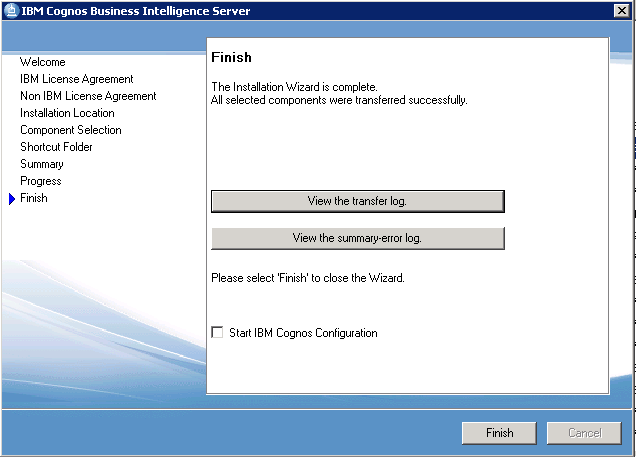 IBM Cognos Business Intelligence Server
Welcome
IBM License Agreement
Non IBM License Agreement
Installation Location
Component Selection
Shortcut Folder
Summary
Progress
Finish
Finish
The Installation Wizard is complete.
All selected components were transferred successfully.
View the transfer log.
View the summary-error log.
Please select 'Finish' to close the Wizard.
Start IBM Cognos Configuration
Finish
Cancel